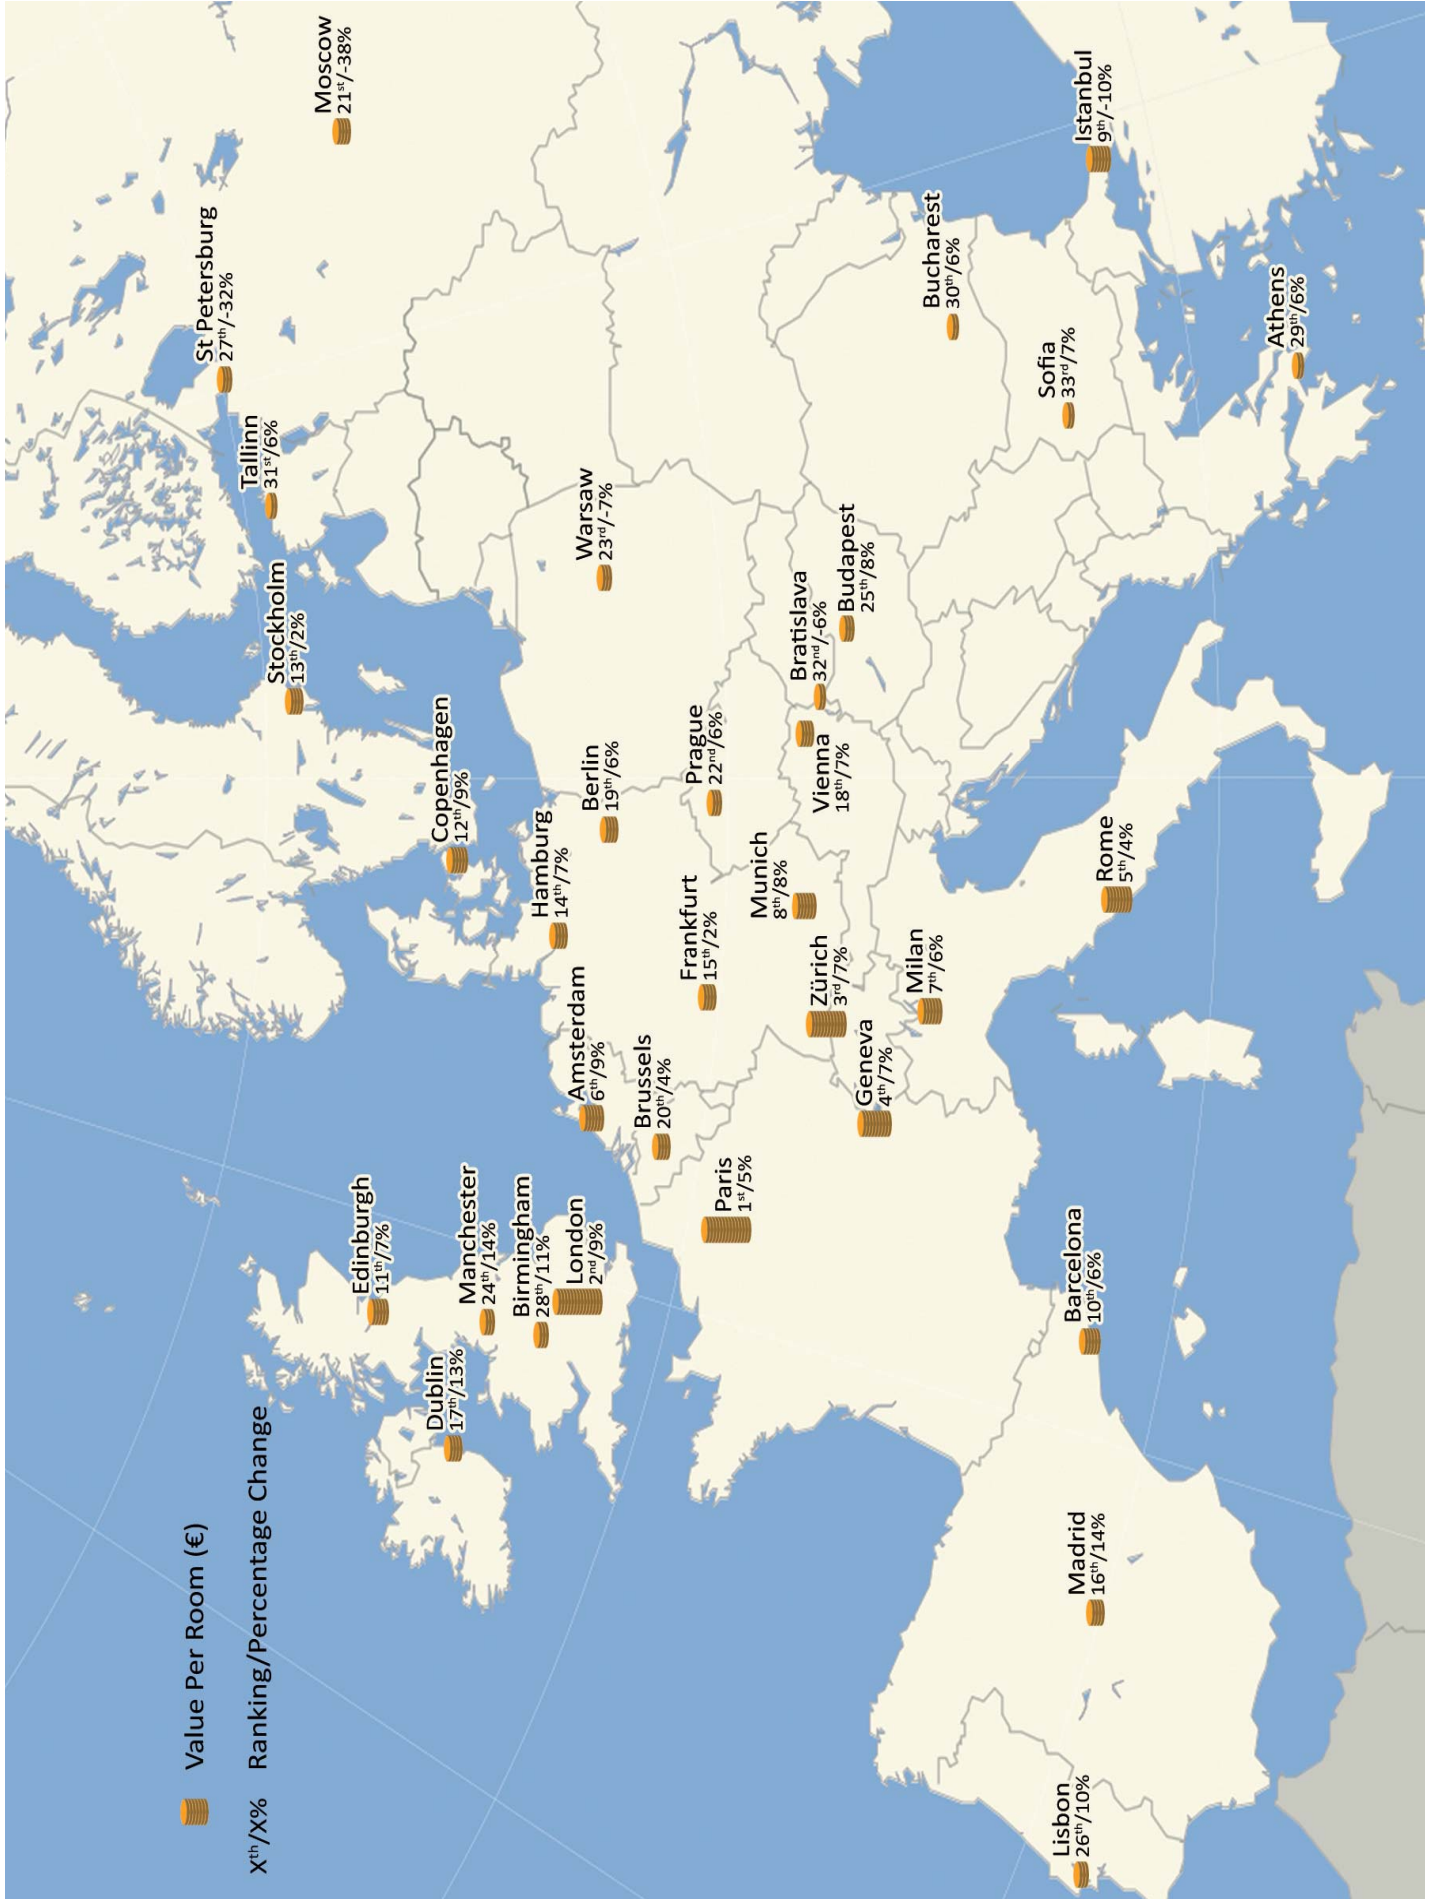 Value Per Room (€)
Xth/X% Ranking/Percentage Change
Moscow
21st/-38%
St Petersburg
27th/-32%
Tallinn
31st/6%
Stockholm
13th/2%
Copenhagen
12th/9%
Edinburgh
11th/7%
Dublin
17th/13%
Manchester
24th/14%
Birmingham
28th/11%
London
2nd/9%
Hamburg
14th/7%
Amsterdam
6th/9%
Berlin
19th/6%
Warsaw
23rd/-7%
Brussels
20th/4%
Frankfurt
15th/2%
Prague
22nd/6%
Paris
1st/5%
Munich
8th/8%
Bratislava
32nd/-6%
Vienna
18th/7%
Zürich
3rd/7%
Budapest
25th/8%
Geneva
4th/7%
Milan
7th/6%
Bucharest
30th/6%
Sofia
33rd/7%
Istanbul
9th/-10%
Rome
5th/4%
Barcelona
10th/6%
Madrid
16th/14%
Lisbon
26th/10%
Athens
29th/6%